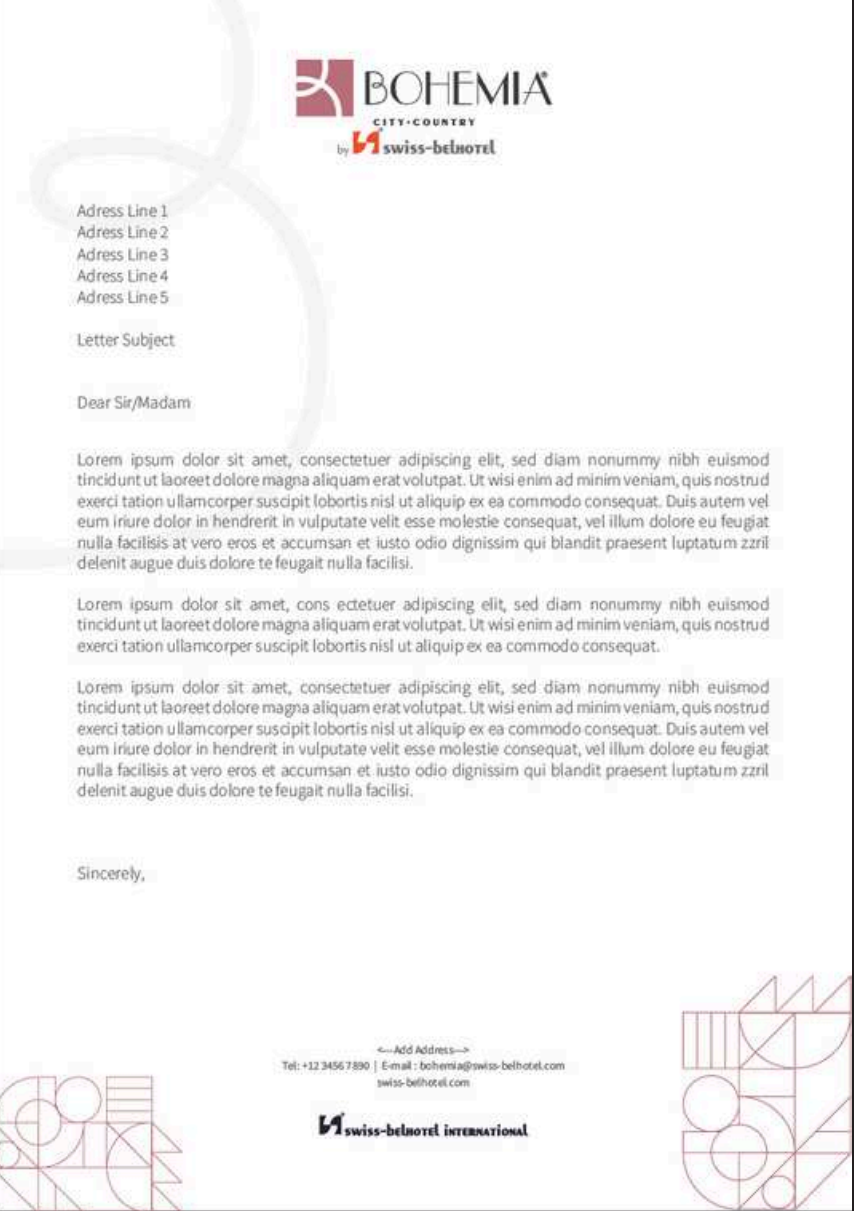 BOHEMIA
CITY•COUNTRY
by swiss-belhotel
Adress Line 1
Adress Line 2
Adress Line 3
Adress Line 4
Adress Line 5
Letter Subject
Dear Sir/Madam
Lorem ipsum dolor sit amet, consectetuer adipiscing elit, sed diam nonummy nibh euismod
tincidunt ut laoreet dolore magna aliquam erat volutpat. Ut wisi enim ad minim veniam, quis nostrud
exerci tation ullamcorper suscipit lobortis nisl ut aliquip ex ea commodo consequat. Duis autem vel
eum iriure dolor in hendrerit in vulputate velit esse molestie consequat, vel illum dolore eu feugiat
nulla facilisis at vero eros et accumsan et iusto odio dignissim qui blandit praesent luptatum zzril
delenit augue duis dolore te feugait nulla facilisi.
Lorem ipsum dolor sit amet, cons ectetuer adipiscing elit, sed diam nonummy nibh euismod
tincidunt ut laoreet dolore magna aliquam erat volutpat. Ut wisi enim ad minim veniam, quis nostrud
exerci tation ullamcorper suscipit lobortis nisl ut aliquip ex ea commodo consequat.
Lorem ipsum dolor sit amet, consectetuer adipiscing elit, sed diam nonummy nibh euismod
tincidunt ut laoreet dolore magna aliquam erat volutpat. Ut wisi enim ad minim veniam, quis nostrud
exerci tation ullamcorper suscipit lobortis nisl ut aliquip ex ea commodo consequat. Duis autem vel
eum iriure dolor in hendrerit in vulputate velit esse molestie consequat, vel illum dolore eu feugiat
nulla facilisis at vero eros et accumsan et iusto odio dignissim qui blandit praesent luptatum zzril
delenit augue duis dolore te feugait nulla facilisi.
Sincerely,
<---Add Address--->
Tel: +12 3456 7890 | E-mail : bohemia@swiss-belhotel.com
swiss-belhotel.com
swiss-belhotel international